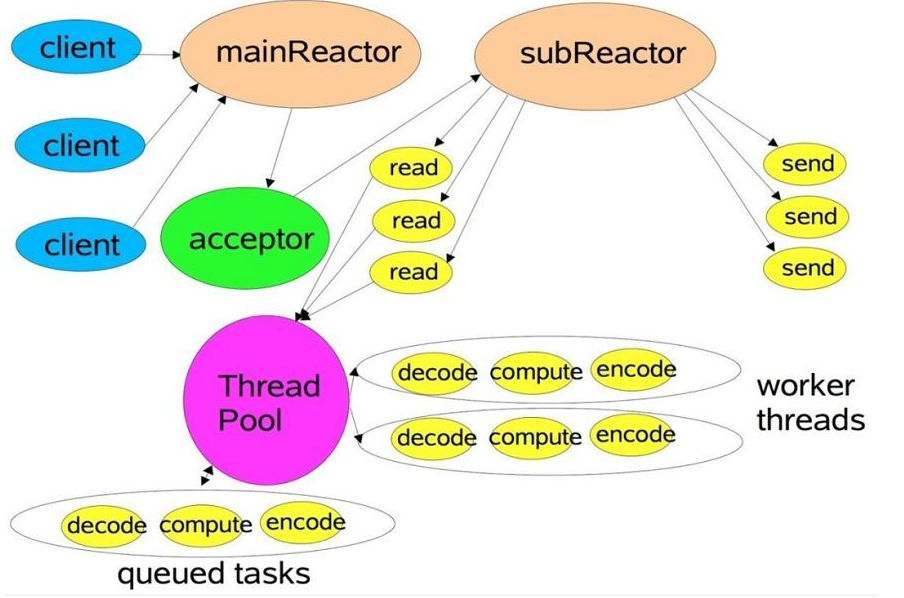 client
mainReactor
subReactor
client
read
send
client
acceptor
read
send
read
send
Thread
Pool
decode compute encode
worker
threads
decode compute encode
decode compute encode
queued tasks